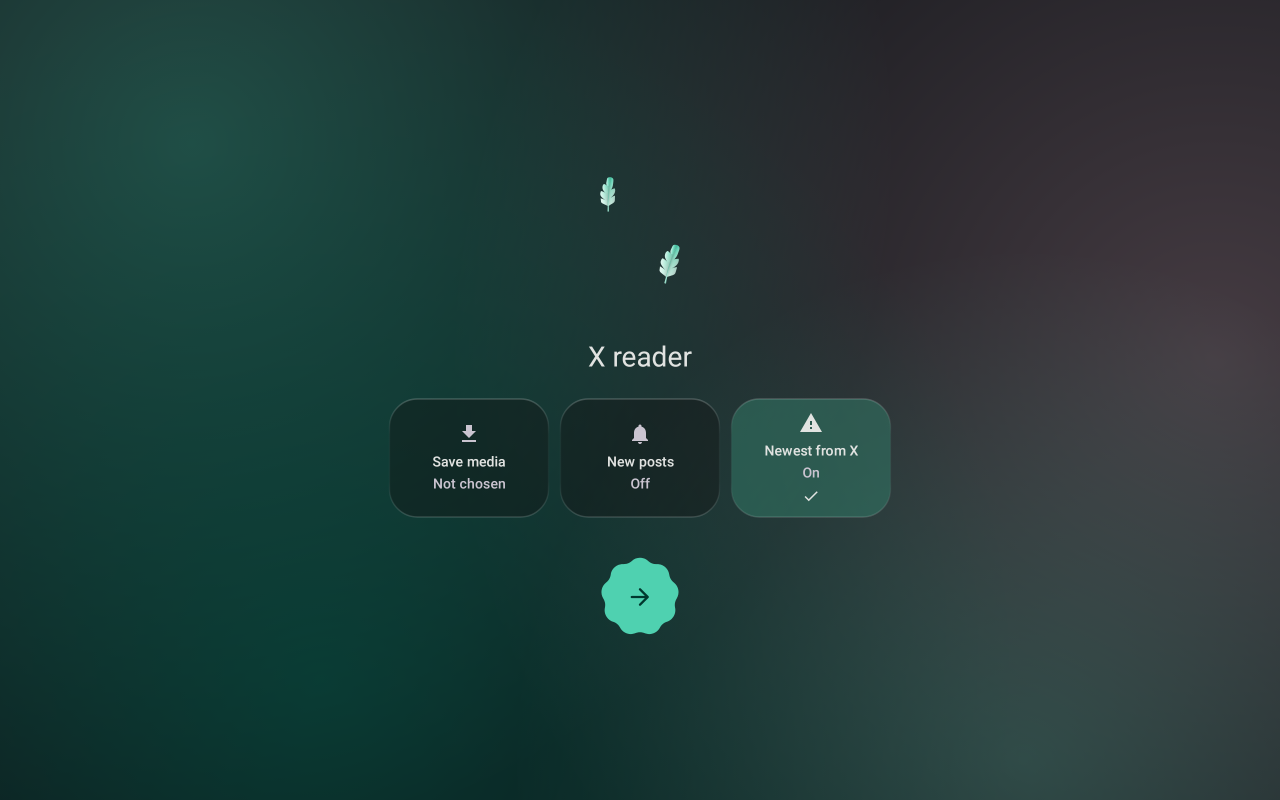 X reader
Save media
Not chosen
New posts
Off
Newest from X
On